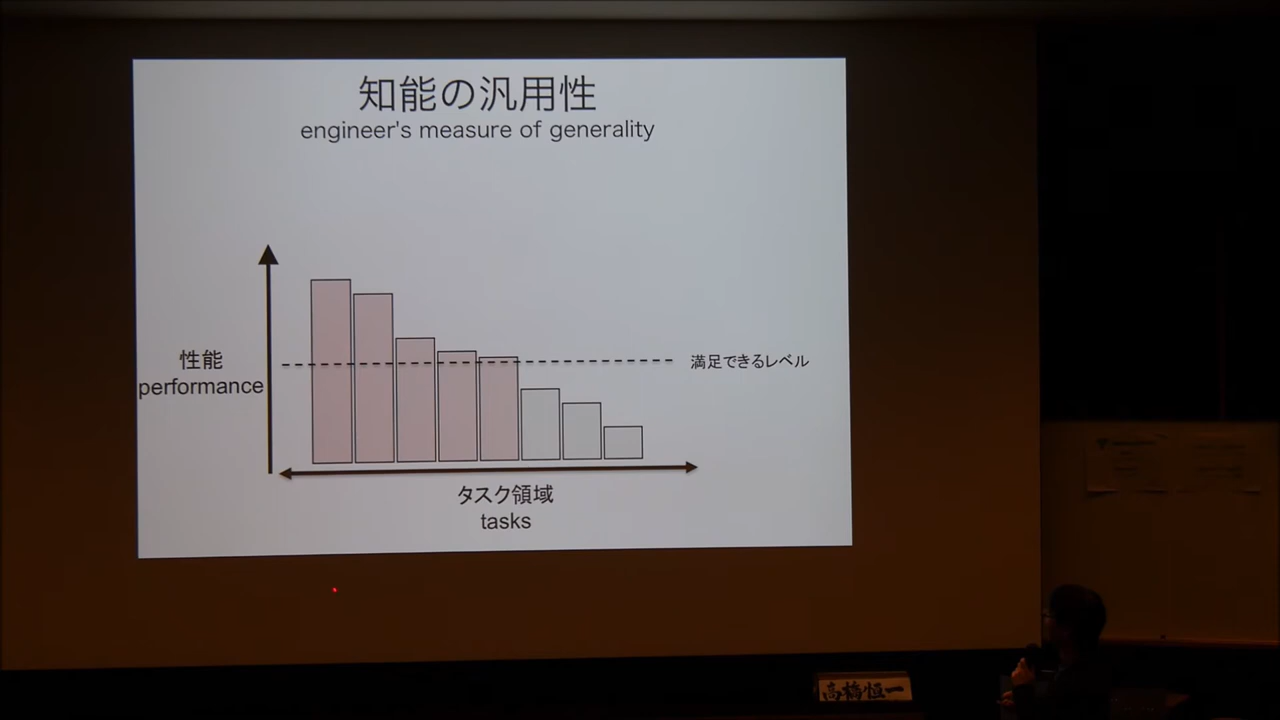 知能の汎用性
engineer's measure of generality
性能
performance
満足できるレベル
タスク領域
tasks
高橋恒一